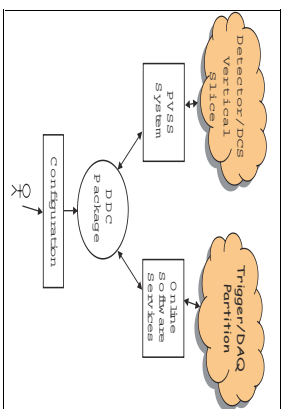 Detector/DCS
Vertical
Slice
Trigger/DAQ
Partition
PVSS
System
Online
Software
Services
DDC
Package
Configuration